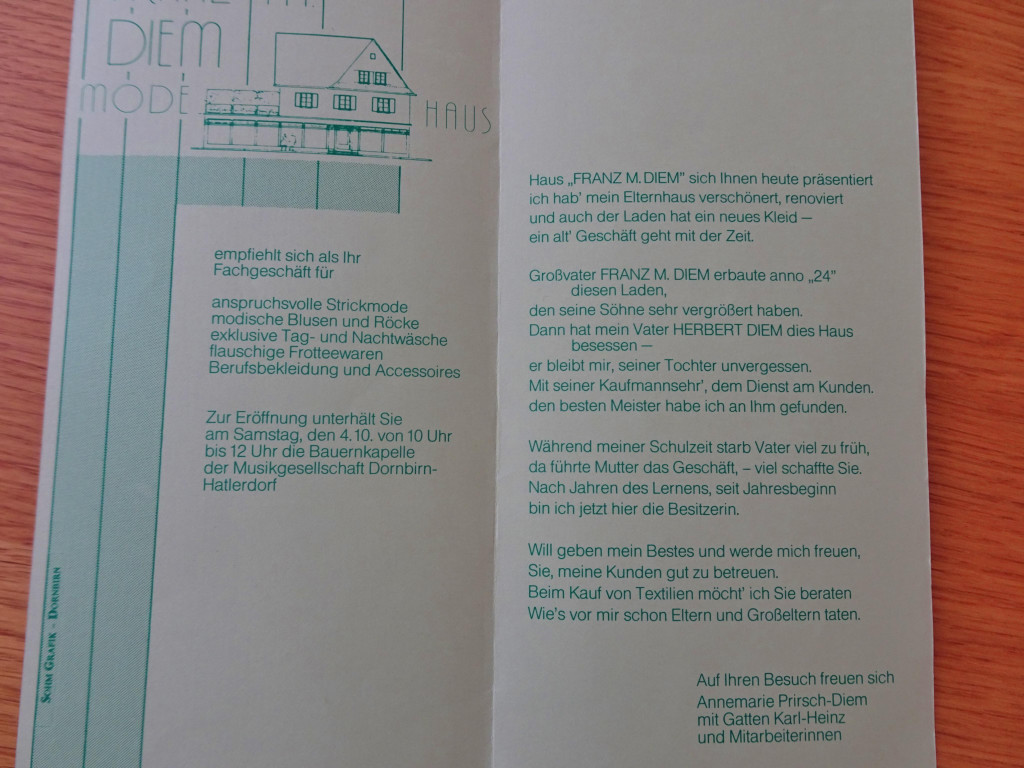 DIEM
MODE
HAUS
empfiehlt sich als Ihr
Fachgeschäft für
anspruchsvolle Strickmode
modische Blusen und Röcke
exklusive Tag- und Nachtwäsche
flauschige Frotteewaren
Berufsbekleidung und Accessoires
Zur Eröffnung unterhält Sie
am Samstag, den 4.10. von 10 Uhr
bis 12 Uhr die Bauernkapelle
der Musikgesellschaft Dornbirn-
Hatlerdorf
SOHM GRAFIK - DORNBIRN
Haus „FRANZ M. DIEM" sich Ihnen heute präsentiert
ich hab' mein Elternhaus verschönert, renoviert
und auch der Laden hat ein neues Kleid –
ein alt' Geschäft geht mit der Zeit.
Großvater FRANZ M. DIEM erbaute anno „24"
diesen Laden,
den seine Söhne sehr vergrößert haben.
Dann hat mein Vater HERBERT DIEM dies Haus
besessen –
er bleibt mir, seiner Tochter unvergessen.
Mit seiner Kaufmannsehr', dem Dienst am Kunden.
den besten Meister habe ich an Ihm gefunden.
Während meiner Schulzeit starb Vater viel zu früh,
da führte Mutter das Geschäft, – viel schaffte Sie.
Nach Jahren des Lernens, seit Jahresbeginn
bin ich jetzt hier die Besitzerin.
Will geben mein Bestes und werde mich freuen,
Sie, meine Kunden gut zu betreuen.
Beim Kauf von Textilien möcht' ich Sie beraten
Wie's vor mir schon Eltern und Großeltern taten.
Auf Ihren Besuch freuen sich
Annemarie Prirsch-Diem
mit Gatten Karl-Heinz
und Mitarbeiterinnen